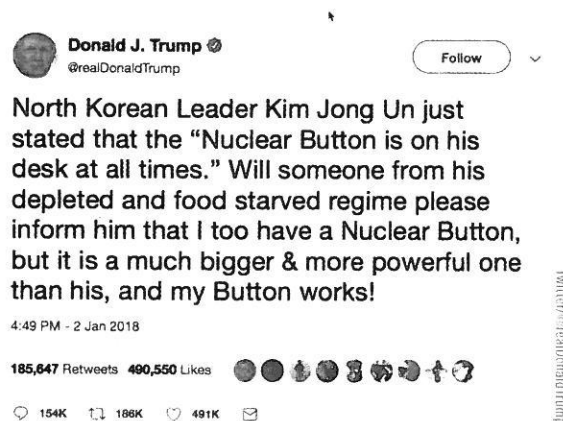 Donald J. Trump
@realDonaldTrump
Follow
North Korean Leader Kim Jong Un just
stated that the “Nuclear Button is on his
desk at all times.” Will someone from his
depleted and food starved regime please
inform him that I too have a Nuclear Button,
but it is a much bigger & more powerful one
than his, and my Button works!
4:49 PM - 2 Jan 2018
185,647 Retweets 490,550 Likes
154K 186K 491K
Twitter/@realDonaldTrump